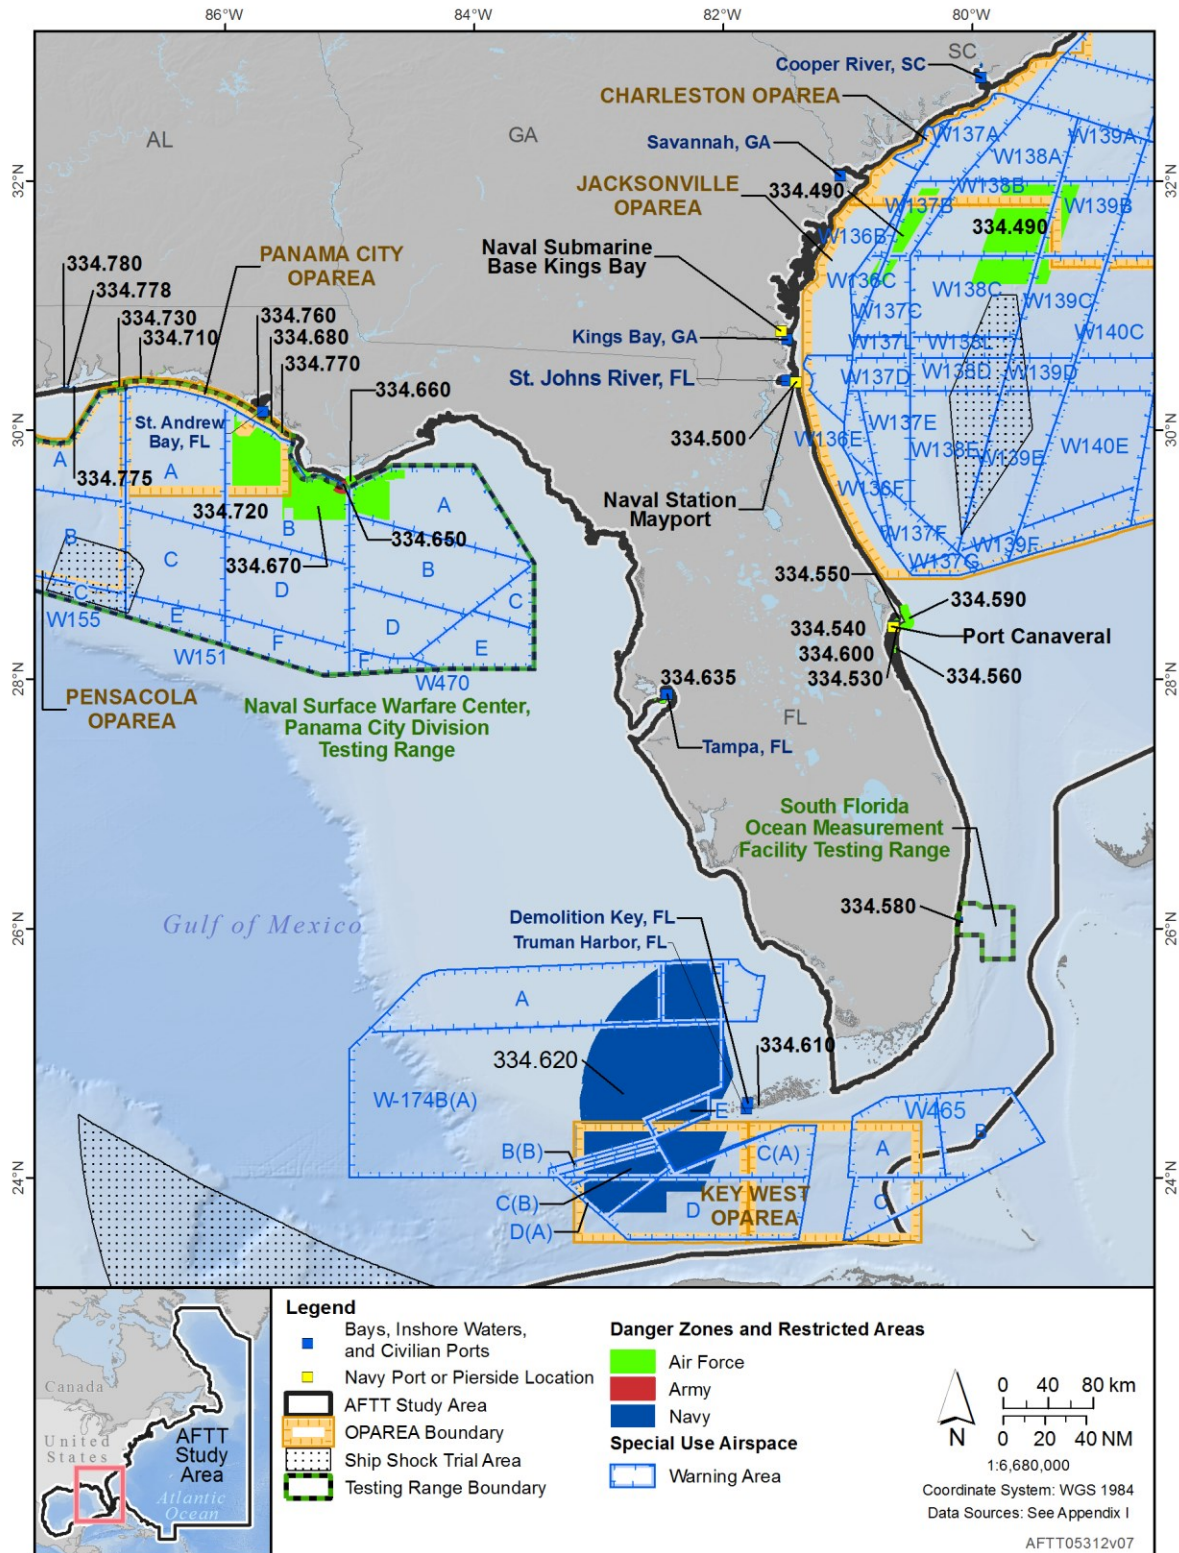 86°W
84°W
82°W
80°W
32°N
30°N
28°N
26°N
24°N
32°N
30°N
28°N
26°N
24°N
SC
Cooper River, SC
CHARLESTON OPAREA
AL
GA
Savannah, GA
W137A
W139A
W138A
JACKSONVILLE
OPAREA
334.490
W138B
W137B
W139B
334.490
W136B
PANAMA CITY
OPAREA
Naval Submarine
Base Kings Bay
334.780
334.778
334.730
334.710
334.760
334.680
334.770
W136C
W138C
W139C
W137C
W140C
Kings Bay, GA
W137L
W138L
St. Johns River, FL
W137D
W138D
W139D
334.660
St. Andrew
Bay, FL
334.500
W137E
W136E
W138E
W139E
W140E
A
A
334.775
334.720
A
B
W136F
Naval Station
Mayport
334.650
W137F
W139F
B
C
334.670
B
W137G
334.550
D
C
C
334.590
W155
E
D
334.540
Port Canaveral
F
E
334.600
W151
F
334.530
334.560
W470
334.635
PENSACOLA
OPAREA
Naval Surface Warfare Center,
Panama City Division
Testing Range
FL
Tampa, FL
South Florida
Ocean Measurement
Facility Testing Range
334.580
Gulf of Mexico
Demolition Key, FL
Truman Harbor, FL
A
334.610
334.620
W-174B(A)
E
W465
B
B(B)
C(A)
A
C(B)
D
KEY WEST
OPAREA
C
D(A)
Canada
United
States
AFTT
Study
Area
Atlantic
Ocean
Legend
Bays, Inshore Waters,
and Civilian Ports
Navy Port or Pierside Location
AFTT Study Area
OPAREA Boundary
Ship Shock Trial Area
Testing Range Boundary
Danger Zones and Restricted Areas
Air Force
Army
Navy
Special Use Airspace
Warning Area
N
0 40 80 km
0 20 40 NM
1:6,680,000
Coordinate System: WGS 1984
Data Sources: See Appendix I
AFTT05312v07